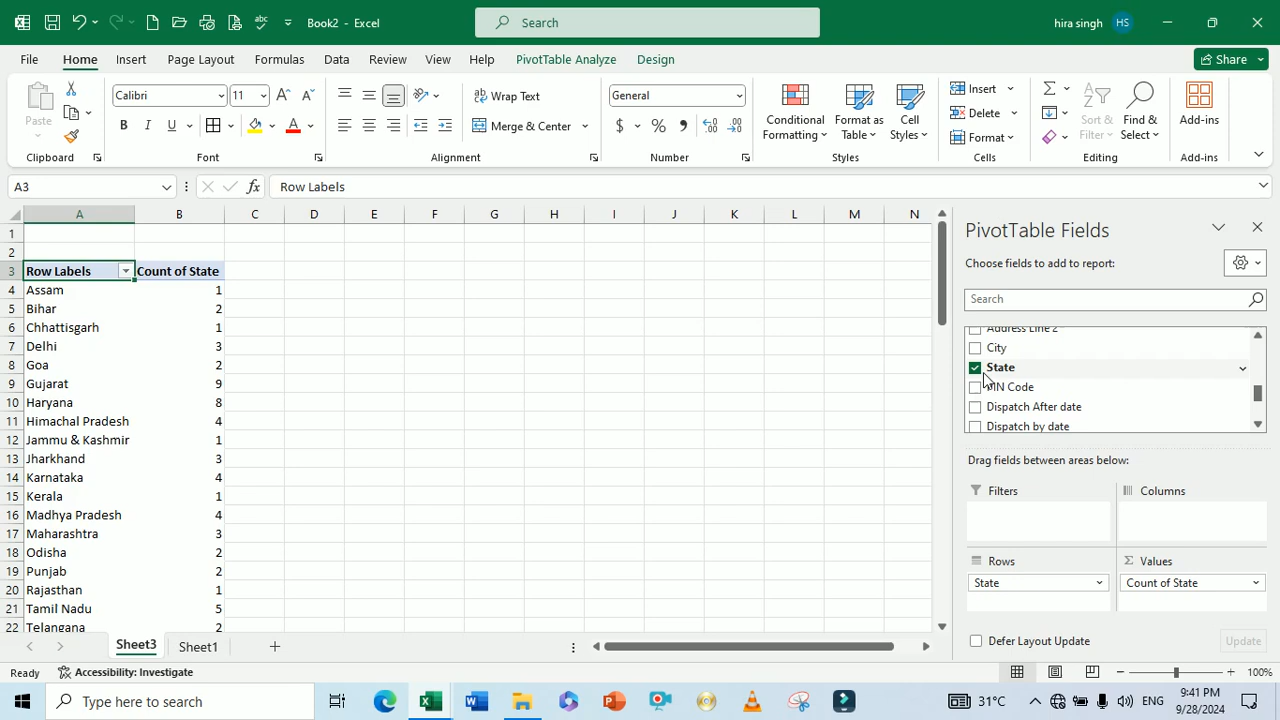 Book2 - Excel
Search
hira singh HS
File Home Insert Page Layout Formulas Data Review View Help PivotTable Analyze Design Share
Paste
Calibri 11
B I U
Clipboard
Font
Wrap Text
Merge & Center
Alignment
General
$ %
Number
Conditional Formatting
Format as Table
Cell Styles
Styles
Insert
Delete
Format
Cells
Sort & Filter
Find & Select
Editing
Add-ins
Add-ins
A3 fx Row Labels
A B C D E F G H I J K L M N
1
2
3 Row Labels Count of State
4 Assam 1
5 Bihar 2
6 Chhattisgarh 1
7 Delhi 3
8 Goa 2
9 Gujarat 9
10 Haryana 8
11 Himachal Pradesh 4
12 Jammu & Kashmir 1
13 Jharkhand 3
14 Karnataka 4
15 Kerala 1
16 Madhya Pradesh 4
17 Maharashtra 3
18 Odisha 2
19 Punjab 2
20 Rajasthan 1
21 Tamil Nadu 5
22 Telangana 2
PivotTable Fields
Choose fields to add to report:
Search
Address Line 2
City
State
PIN Code
Dispatch After date
Dispatch by date
Drag fields between areas below:
Filters
Columns
Rows
Σ Values
State
Count of State
Defer Layout Update Update
Sheet3 Sheet1
Ready Accessibility: Investigate 100%
Type here to search
31°C ENG 9:41 PM
9/28/2024